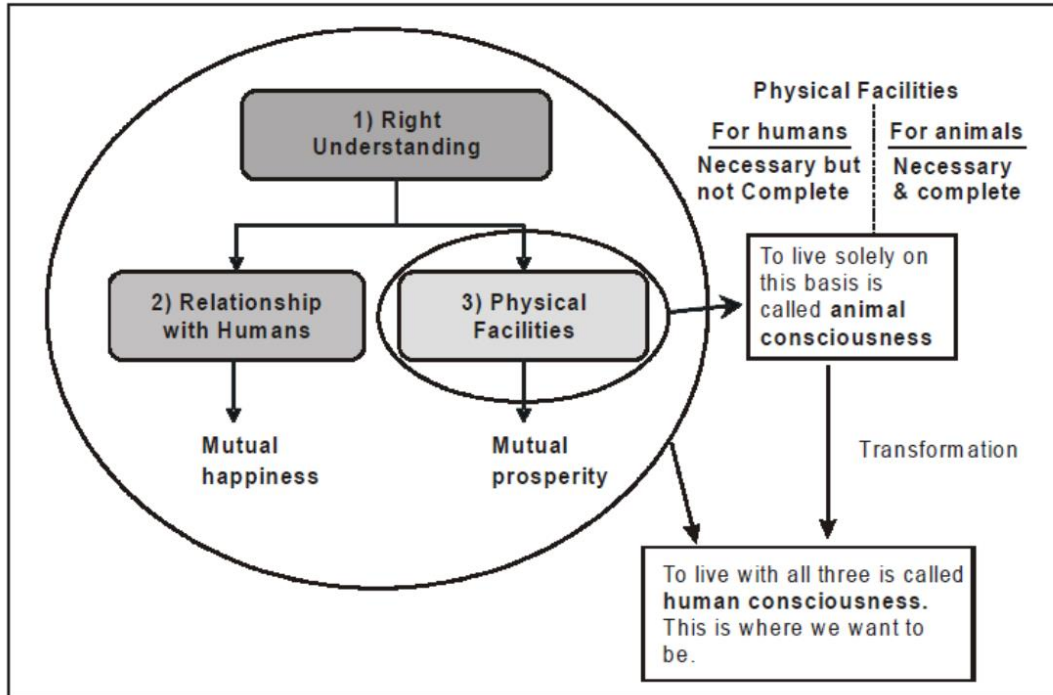 1) Right
Understanding
2) Relationship
with Humans
3) Physical
Facilities
Mutual
happiness
Mutual
prosperity
Physical Facilities
For humans
Necessary but
not Complete
For animals
Necessary
& complete
To live solely on
this basis is
called animal
consciousness
Transformation
To live with all three is called
human consciousness.
This is where we want to
be.